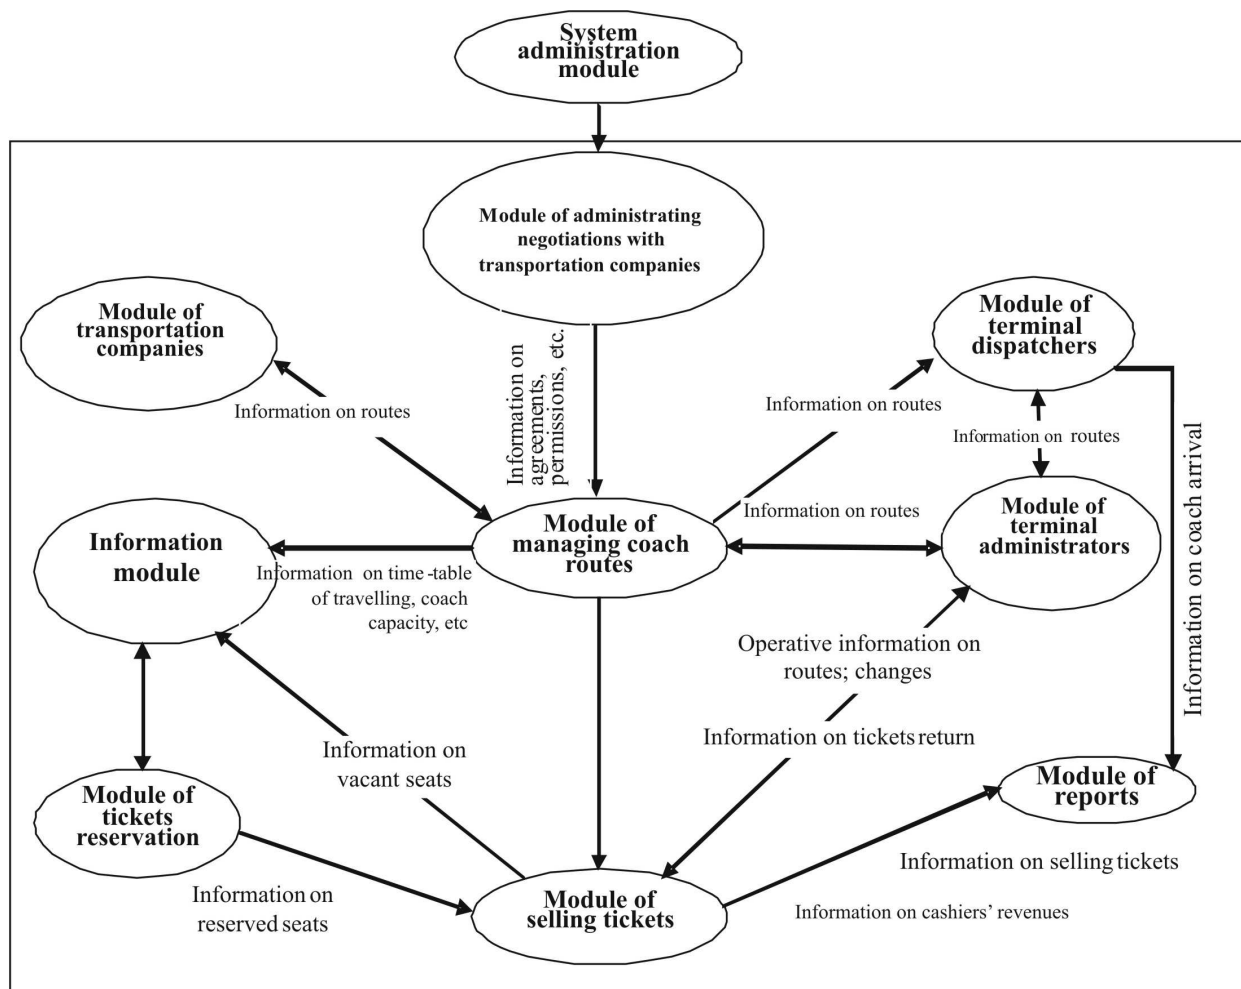 System
administration
module
Module of administrating
negotiations with
transportation companies
Module of
transportation
companies
Module of
terminal
dispatchers
Information on routes
Information on
agreements,
permissions, etc.
Information on routes
Information on routes
Information on coach arrival
Information
module
Module of
managing coach
routes
Information on routes
Module of
terminal
administrators
Information on time-table
of travelling, coach
capacity, etc
Operative information on
routes; changes
Information on
vacant seats
Information on tickets return
Module of
tickets
reservation
Module of
reports
Information on
reserved seats
Module of
selling tickets
Information on selling tickets
Information on cashiers' revenues